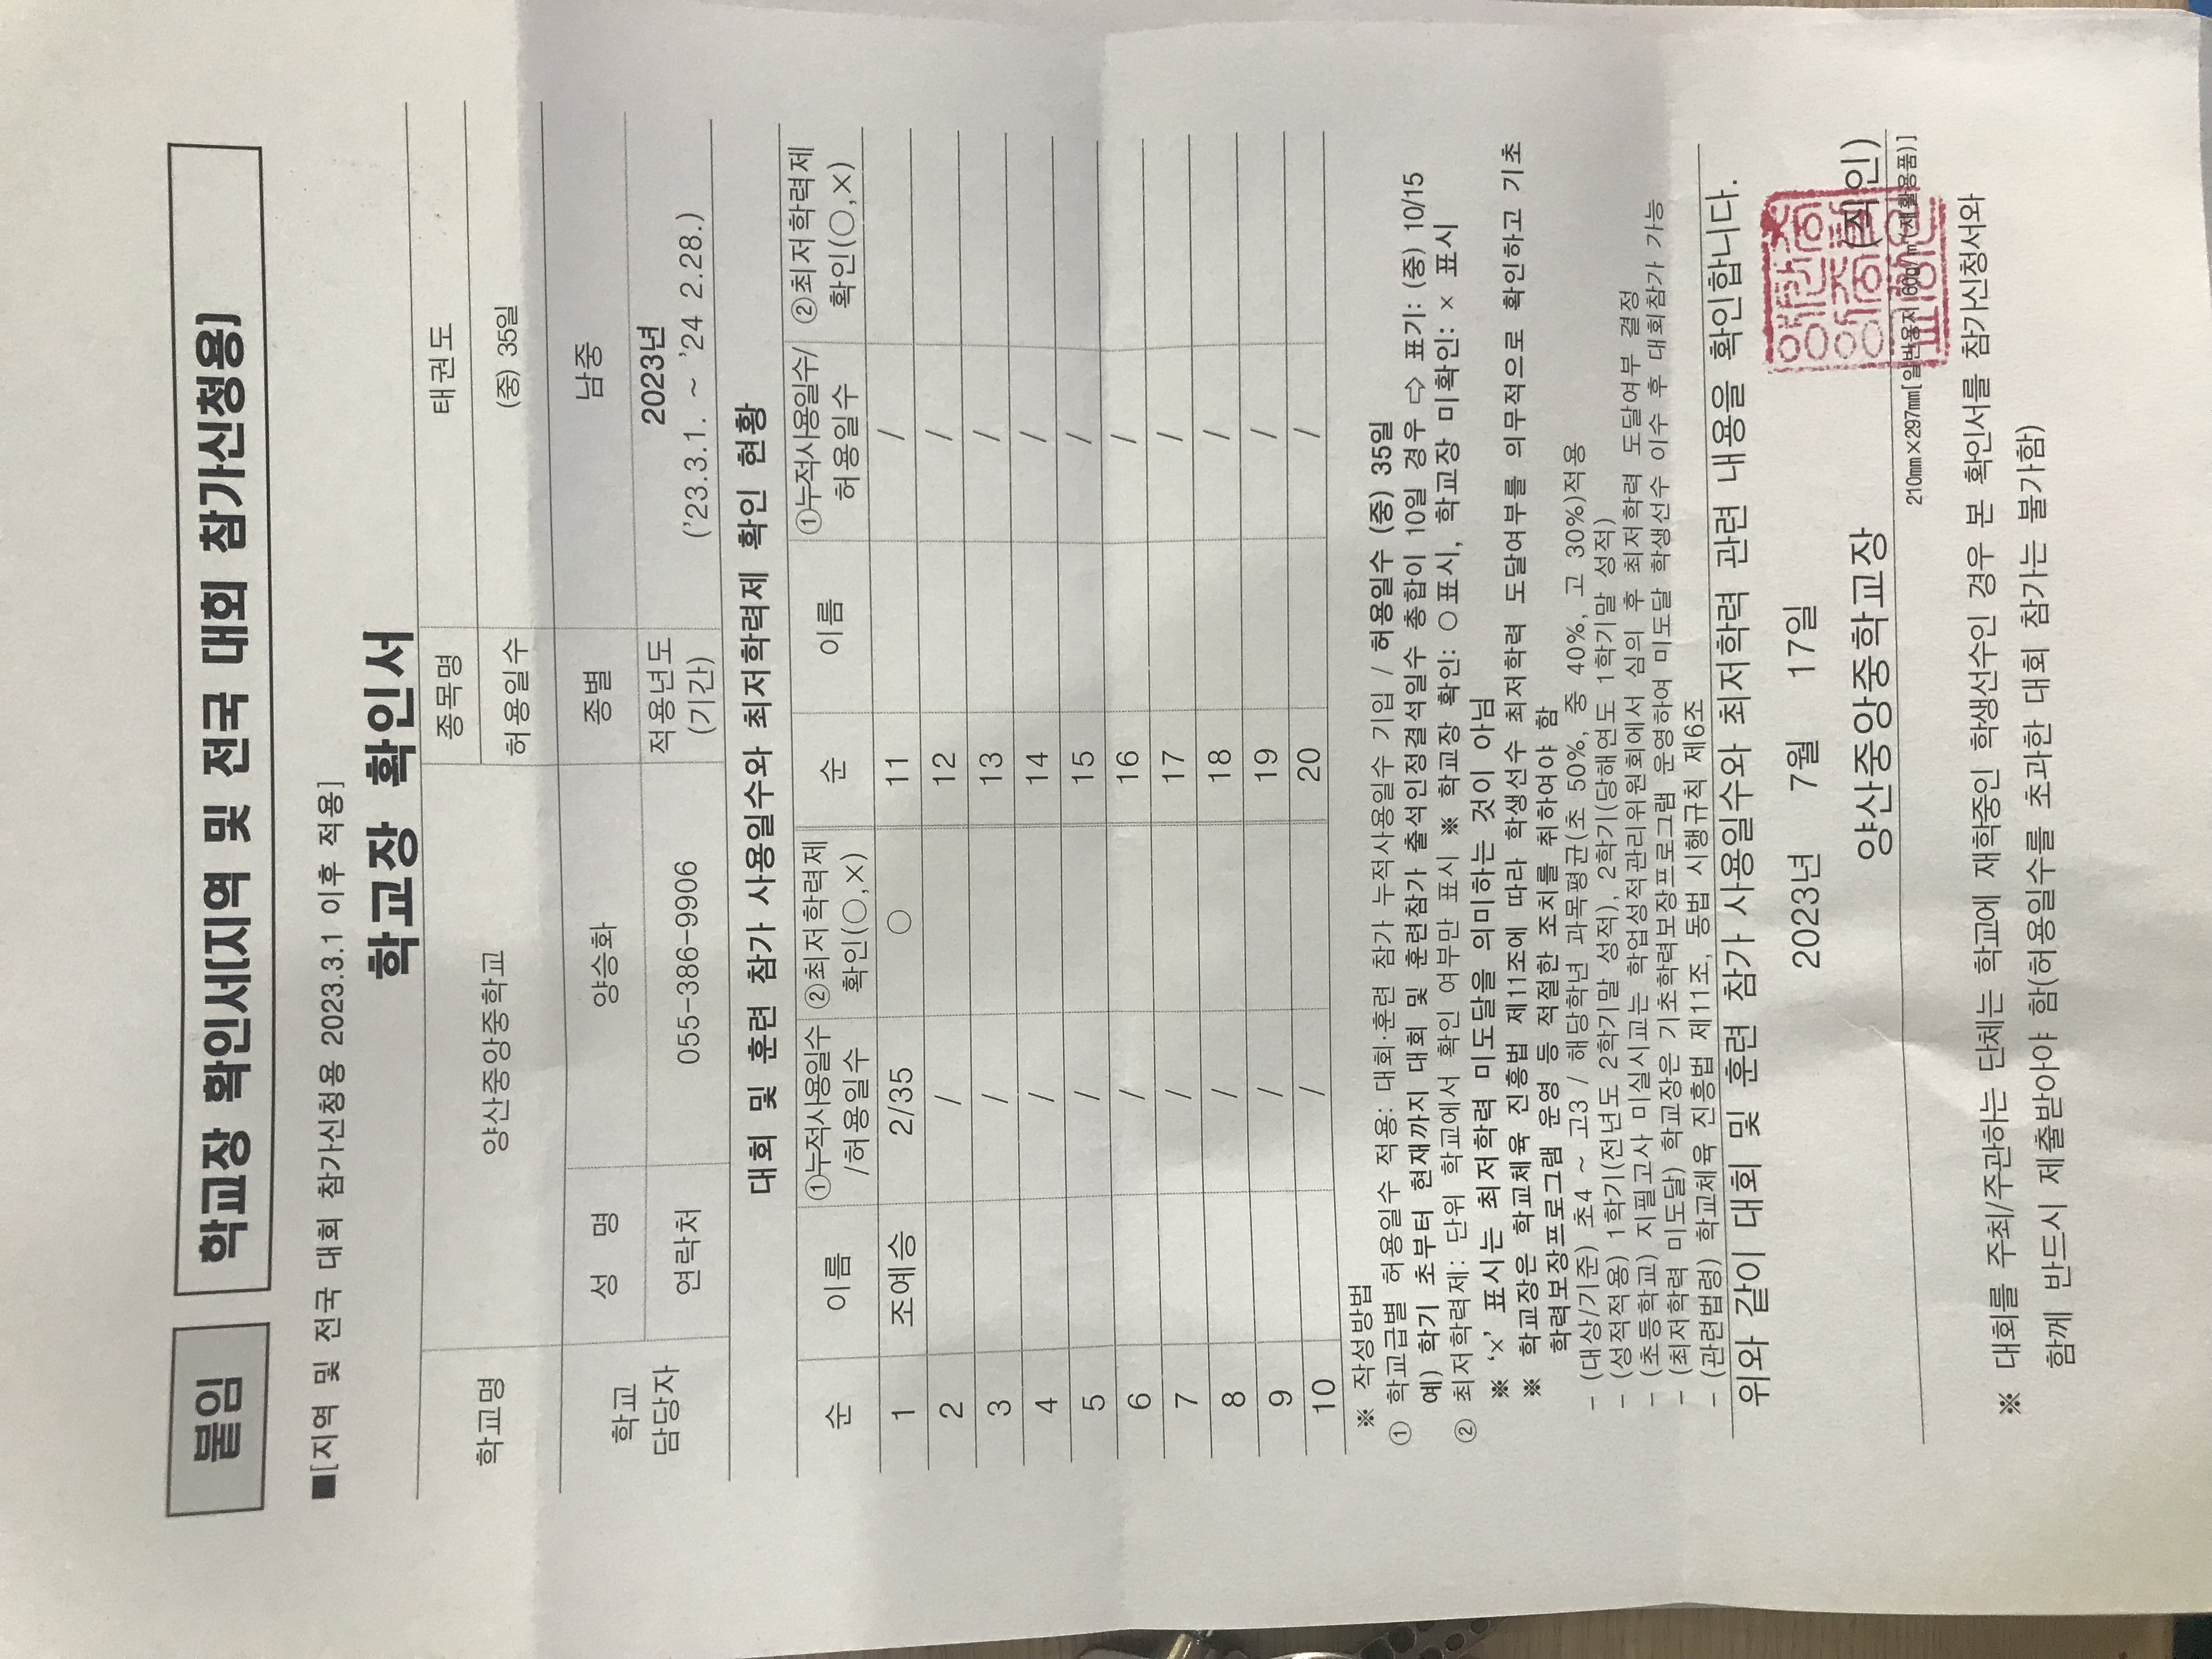 붙임 학교장 확인서(지역 및 전국 대회 참가신청용)
■[지역 및 전국 대회 참가신청용 2023.3.1 이후 적용]
학교장 확인서
학교명 양산중앙중학교 종목명 태권도
허용일수 (중) 35일
학교 담당자 성 명 양승화 종별 남중
연락처 055-386-9906 적용년도 (기간) 2023년 ('23.3.1. ~ '24 2.28.)
대회 및 훈련 참가 사용일수와 최저학력제 확인 현황
순 이름 ①누적사용일수/허용일수 ②최저학력제 확인(○,×) 순 이름 ①누적사용일수/허용일수 ②최저학력제 확인(○,×)
1 조예승 2/35 ○ 11 /
2 / 12 /
3 / 13 /
4 / 14 /
5 / 15 /
6 / 16 /
7 / 17 /
8 / 18 /
9 / 19 /
10 / 20 /
※ 작성방법
① 학교급별 허용일수 적용: 대회·훈련 참가 누적사용일수 기입 / 허용일수 (중) 35일
예) 학기 초부터 현재까지 대회 및 훈련참가 출석인정결석일수 총합이 10일 경우 ⇨ 표기: (중) 10/15
② 최저학력제: 단위 학교에서 확인 여부만 표시 ※ 학교장 확인: ○표시, 학교장 미확인: × 표시
※ '×' 표시는 최저학력 미도달을 의미하는 것이 아님
※ 학교장은 학교체육 진흥법 제11조에 따라 학생선수 최저학력 도달여부를 의무적으로 확인하고 기초
학력보장프로그램 운영 등 적절한 조치를 취하여야 함
- (대상/기준) 초4 ~ 고3 / 해당학년 과목평균(초 50%, 중 40%, 고 30%)적용
- (성적적용) 1학기(전년도 2학기말 성적), 2학기(당해연도 1학기말 성적)
- (초등학교) 지필고사 미실시교는 학업성적관리위원회에서 심의 후 최저학력 도달여부 결정
- (최저학력 미도달) 학교장은 기초학력보장프로그램 운영하여 미도달 학생선수 이수 후 대회참가 가능
- (관련법령) 학교체육 진흥법 제11조, 동법 시행규칙 제6조
위와 같이 대회 및 훈련 참가 사용일수와 최저학력 관련 내용을 확인합니다.
2023년 7월 17일
양산중앙중학교장 (직인)
210mm×297mm[일반용지 60g/㎡(재활용품)]
※ 대회를 주최/주관하는 단체는 학교에 재학중인 학생선수인 경우 본 확인서를 참가신청서와
함께 반드시 제출받아야 함(허용일수를 초과한 대회 참가는 불가함)